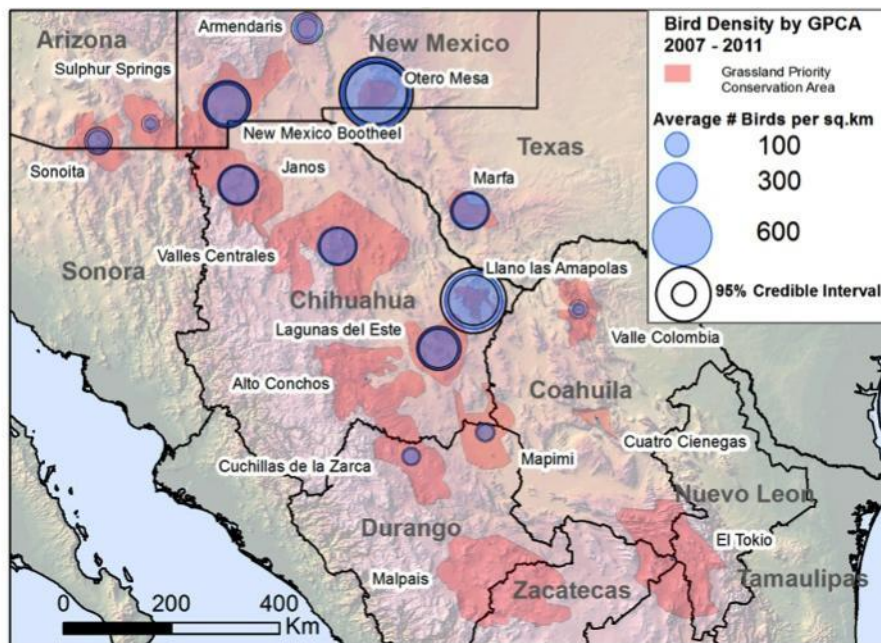 Arizona
Armendaris
New Mexico
Sulphur Springs
Otero Mesa
New Mexico Bootheel
Texas
Sonoita
Janos
Marfa
Valles Centrales
Llano las Amapolas
Sonora
Chihuahua
Lagunas del Este
Valle Colombia
Alto Conchos
Coahuila
Cuatro Cienegas
Cuchillas de la Zarca
Mapimi
Nuevo Leon
Durango
El Tokio
Malpais
Zacatecas
Tamaulipas
0 200 400
Km
Bird Density by GPCA
2007 - 2011
Grassland Priority
Conservation Area
Average # Birds per sq.km
100
300
600
95% Credible Interval